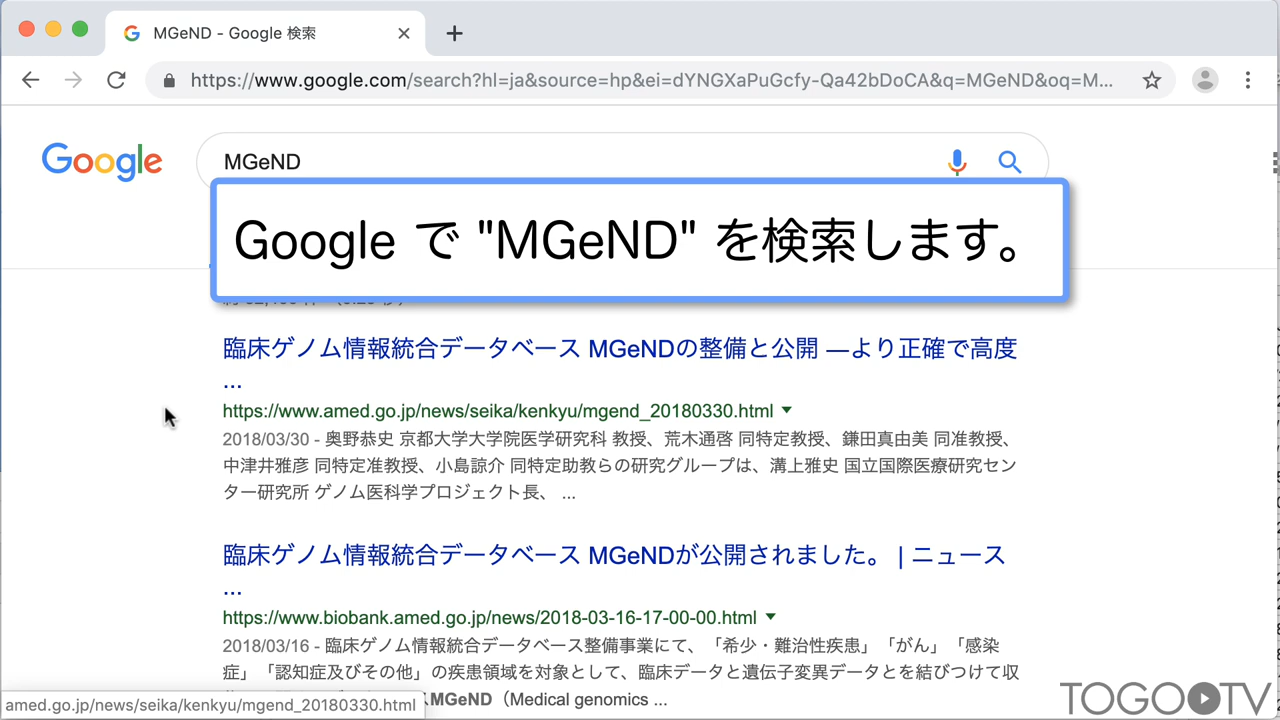 MGeND - Google 検索
https://www.google.com/search?hl=ja&source=hp&ei=dYNGXaPuGcfy-Qa42bDoCA&q=MGeND&oq=M...
Google
MGeND
Google で "MGeND" を検索します。
臨床ゲノム情報統合データベース MGeNDの整備と公開 —より正確で高度
...
https://www.amed.go.jp/news/seika/kenkyu/mgend_20180330.html
2018/03/30 - 奥野恭史 京都大学大学院医学研究科 教授、荒木通啓 同特定教授、鎌田真由美 同准教授、
中津井雅彦 同特定准教授、小島諒介 同特定助教らの研究グループは、溝上雅史 国立国際医療研究セン
ター研究所 ゲノム医科学プロジェクト長、 ...
臨床ゲノム情報統合データベース MGeNDが公開されました。 | ニュース
...
https://www.biobank.amed.go.jp/news/2018-03-16-17-00-00.html
2018/03/16 - 臨床ゲノム情報統合データベース整備事業にて、「希少・難治性疾患」「がん」「感染
症」「認知症及びその他」の疾患領域を対象として、臨床データと遺伝子変異データとを結びつけて収
MGeND（Medical genomics ...
amed.go.jp/news/seika/kenkyu/mgend_20180330.html
TOGO TV